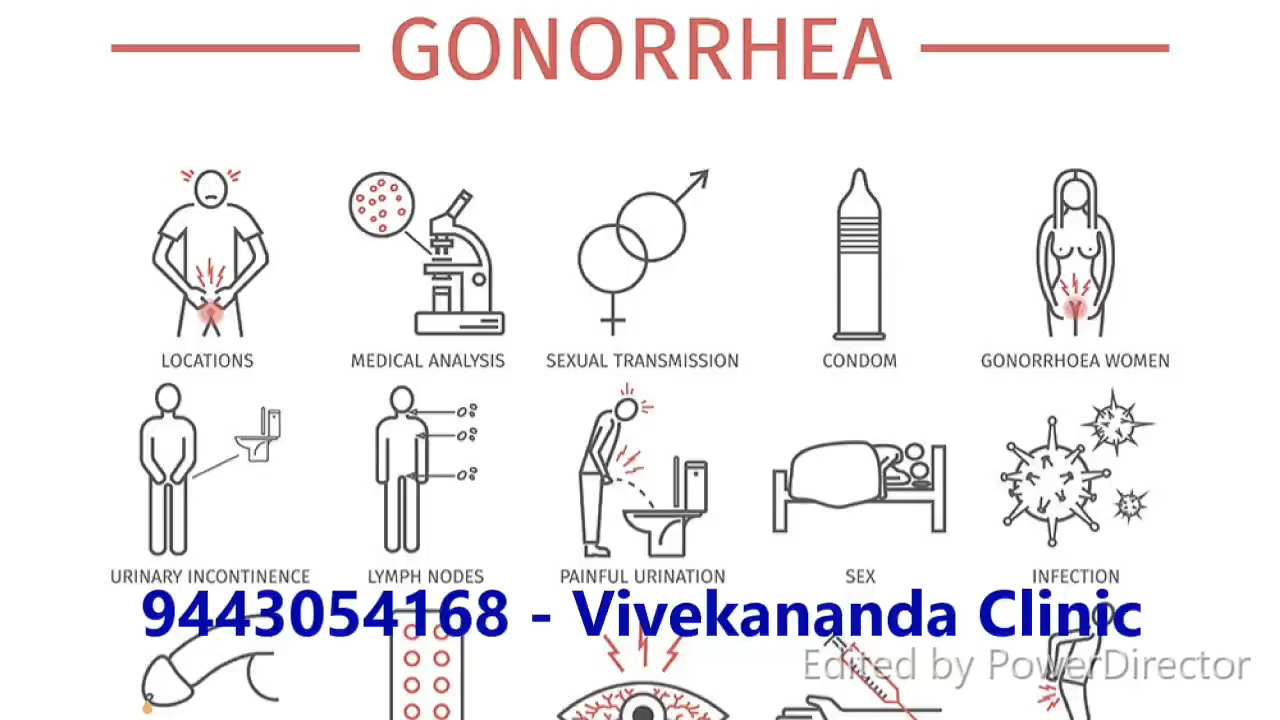 GONORRHEA
LOCATIONS
MEDICAL ANALYSIS
SEXUAL TRANSMISSION
CONDOM
GONORRHOEA WOMEN
URINARY INCONTINENCE
LYMPH NODES
PAINFUL URINATION
SEX
INFECTION
9443054168 - Vivekananda Clinic
Edited by PowerDirector